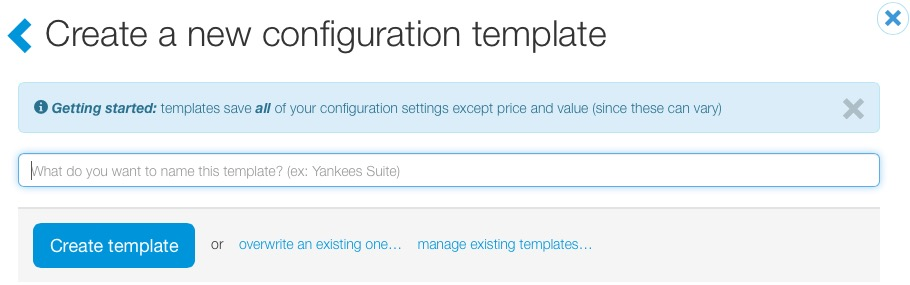 Create a new configuration template
Getting started: templates save all of your configuration settings except price and value (since these can vary)
What do you want to name this template? (ex: Yankees Suite)
Create template or overwrite an existing one... manage existing templates...